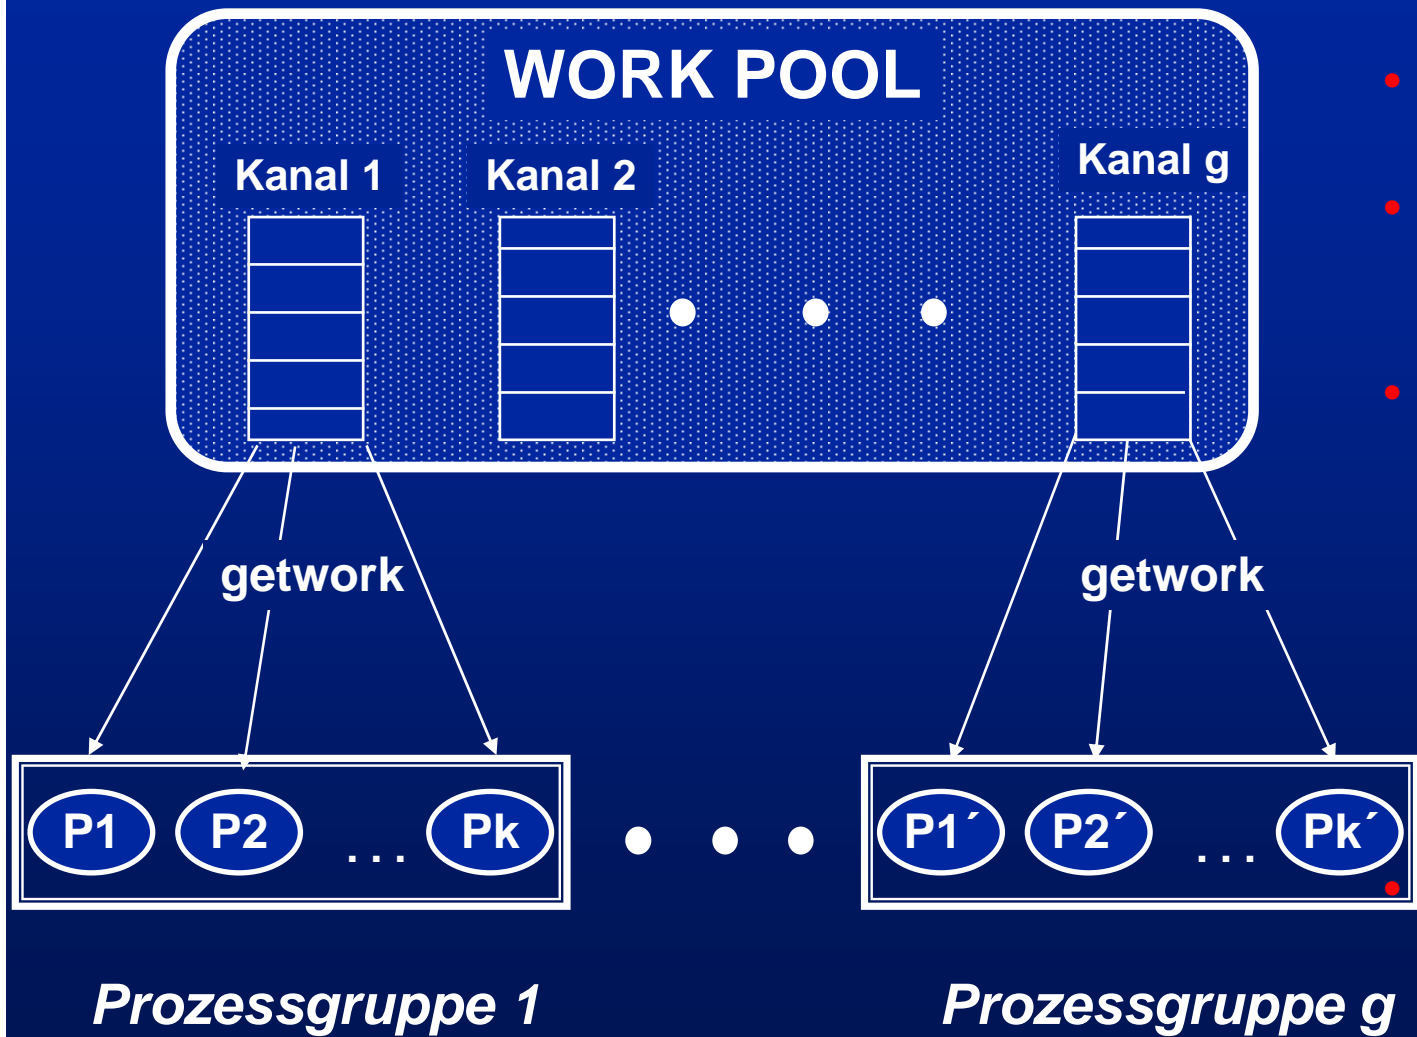 WORK POOL
Kanal 1 Kanal 2 Kanal g
getwork getwork
P1 P2 . . . Pk P1´ P2´ . . . Pk´
Prozessgruppe 1 Prozessgruppe g